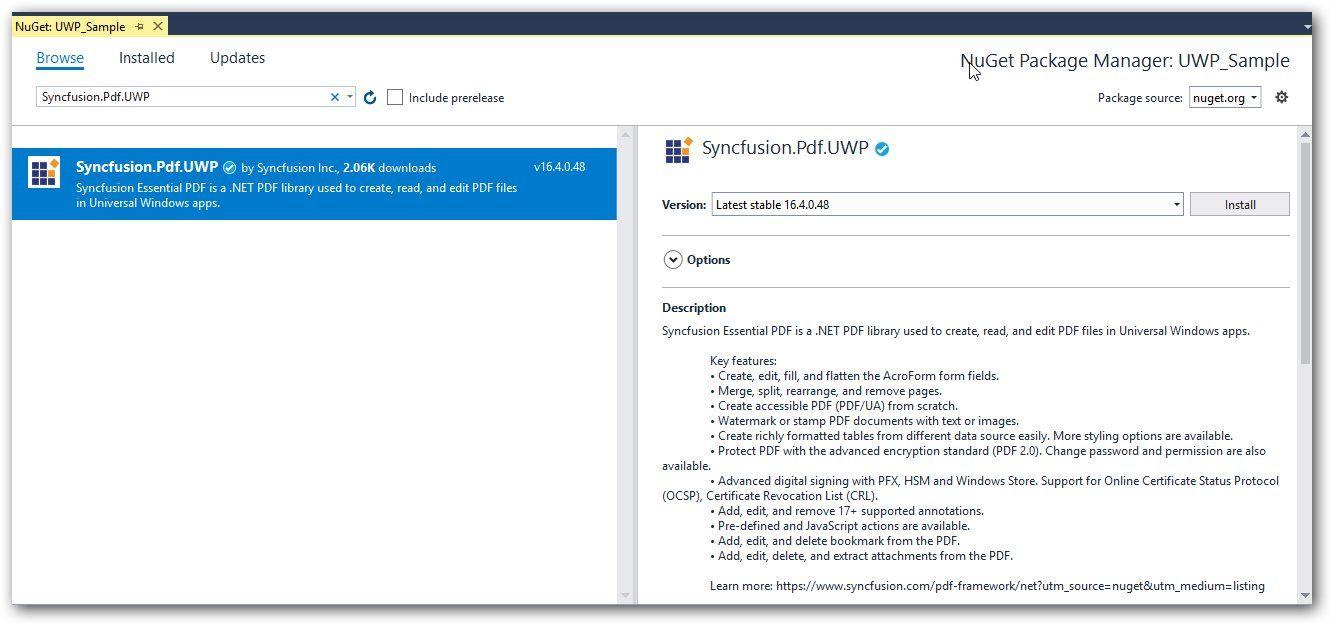 NuGet: UWP_Sample
Browse Installed Updates
NuGet Package Manager: UWP_Sample
Syncfusion.Pdf.UWP
Include prerelease
Package source: nuget.org
Syncfusion.Pdf.UWP by Syncfusion Inc., 2.06K downloads v16.4.0.48
Syncfusion Essential PDF is a .NET PDF library used to create, read, and edit PDF files
in Universal Windows apps.
Syncfusion.Pdf.UWP
Version: Latest stable 16.4.0.48 Install
Options
Description
Syncfusion Essential PDF is a .NET PDF library used to create, read, and edit PDF files in Universal Windows apps.
Key features:
• Create, edit, fill, and flatten the AcroForm form fields.
• Merge, split, rearrange, and remove pages.
• Create accessible PDF (PDF/UA) from scratch.
• Watermark or stamp PDF documents with text or images.
• Create richly formatted tables from different data source easily. More styling options are available.
• Protect PDF with the advanced encryption standard (PDF 2.0). Change password and permission are also
available.
• Advanced digital signing with PFX, HSM and Windows Store. Support for Online Certificate Status Protocol
(OCSP), Certificate Revocation List (CRL).
• Add, edit, and remove 17+ supported annotations.
• Pre-defined and JavaScript actions are available.
• Add, edit, and delete bookmark from the PDF.
• Add, edit, delete, and extract attachments from the PDF.
Learn more: https://www.syncfusion.com/pdf-framework/net?utm_source=nuget&utm_medium=listing